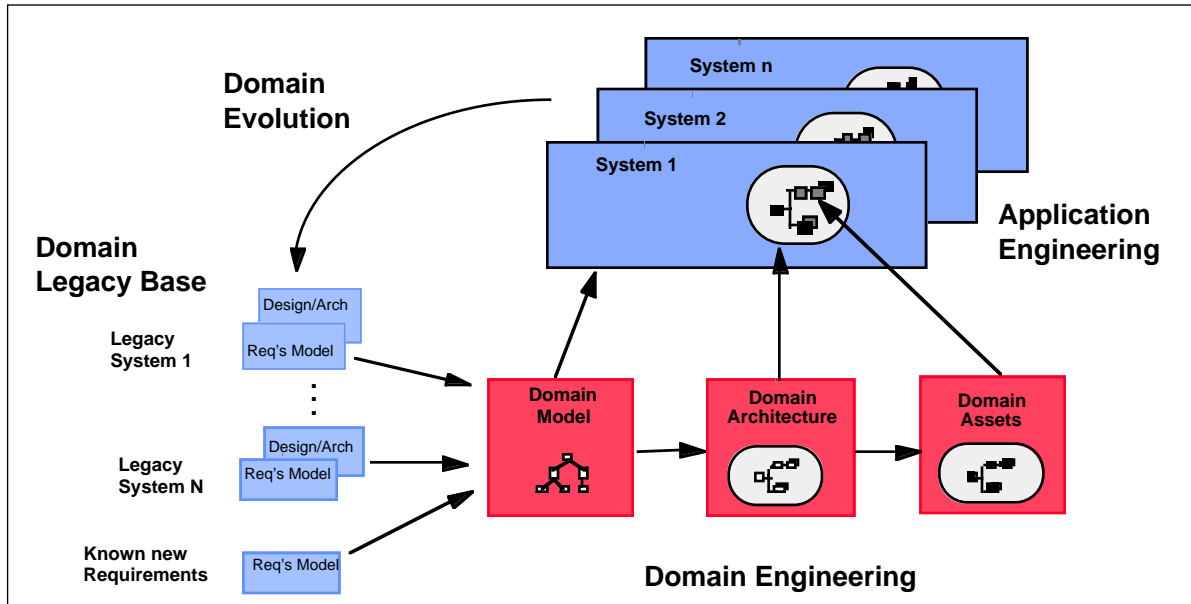 System n
Domain
Evolution
System 2
System 1
Application
Engineering
Domain
Legacy Base
Design/Arch
Legacy
System 1
Req's Model
Domain
Model
Domain
Architecture
Domain
Assets
Design/Arch
Legacy
System N
Req's Model
Known new
Requirements
Req's Model
Domain Engineering